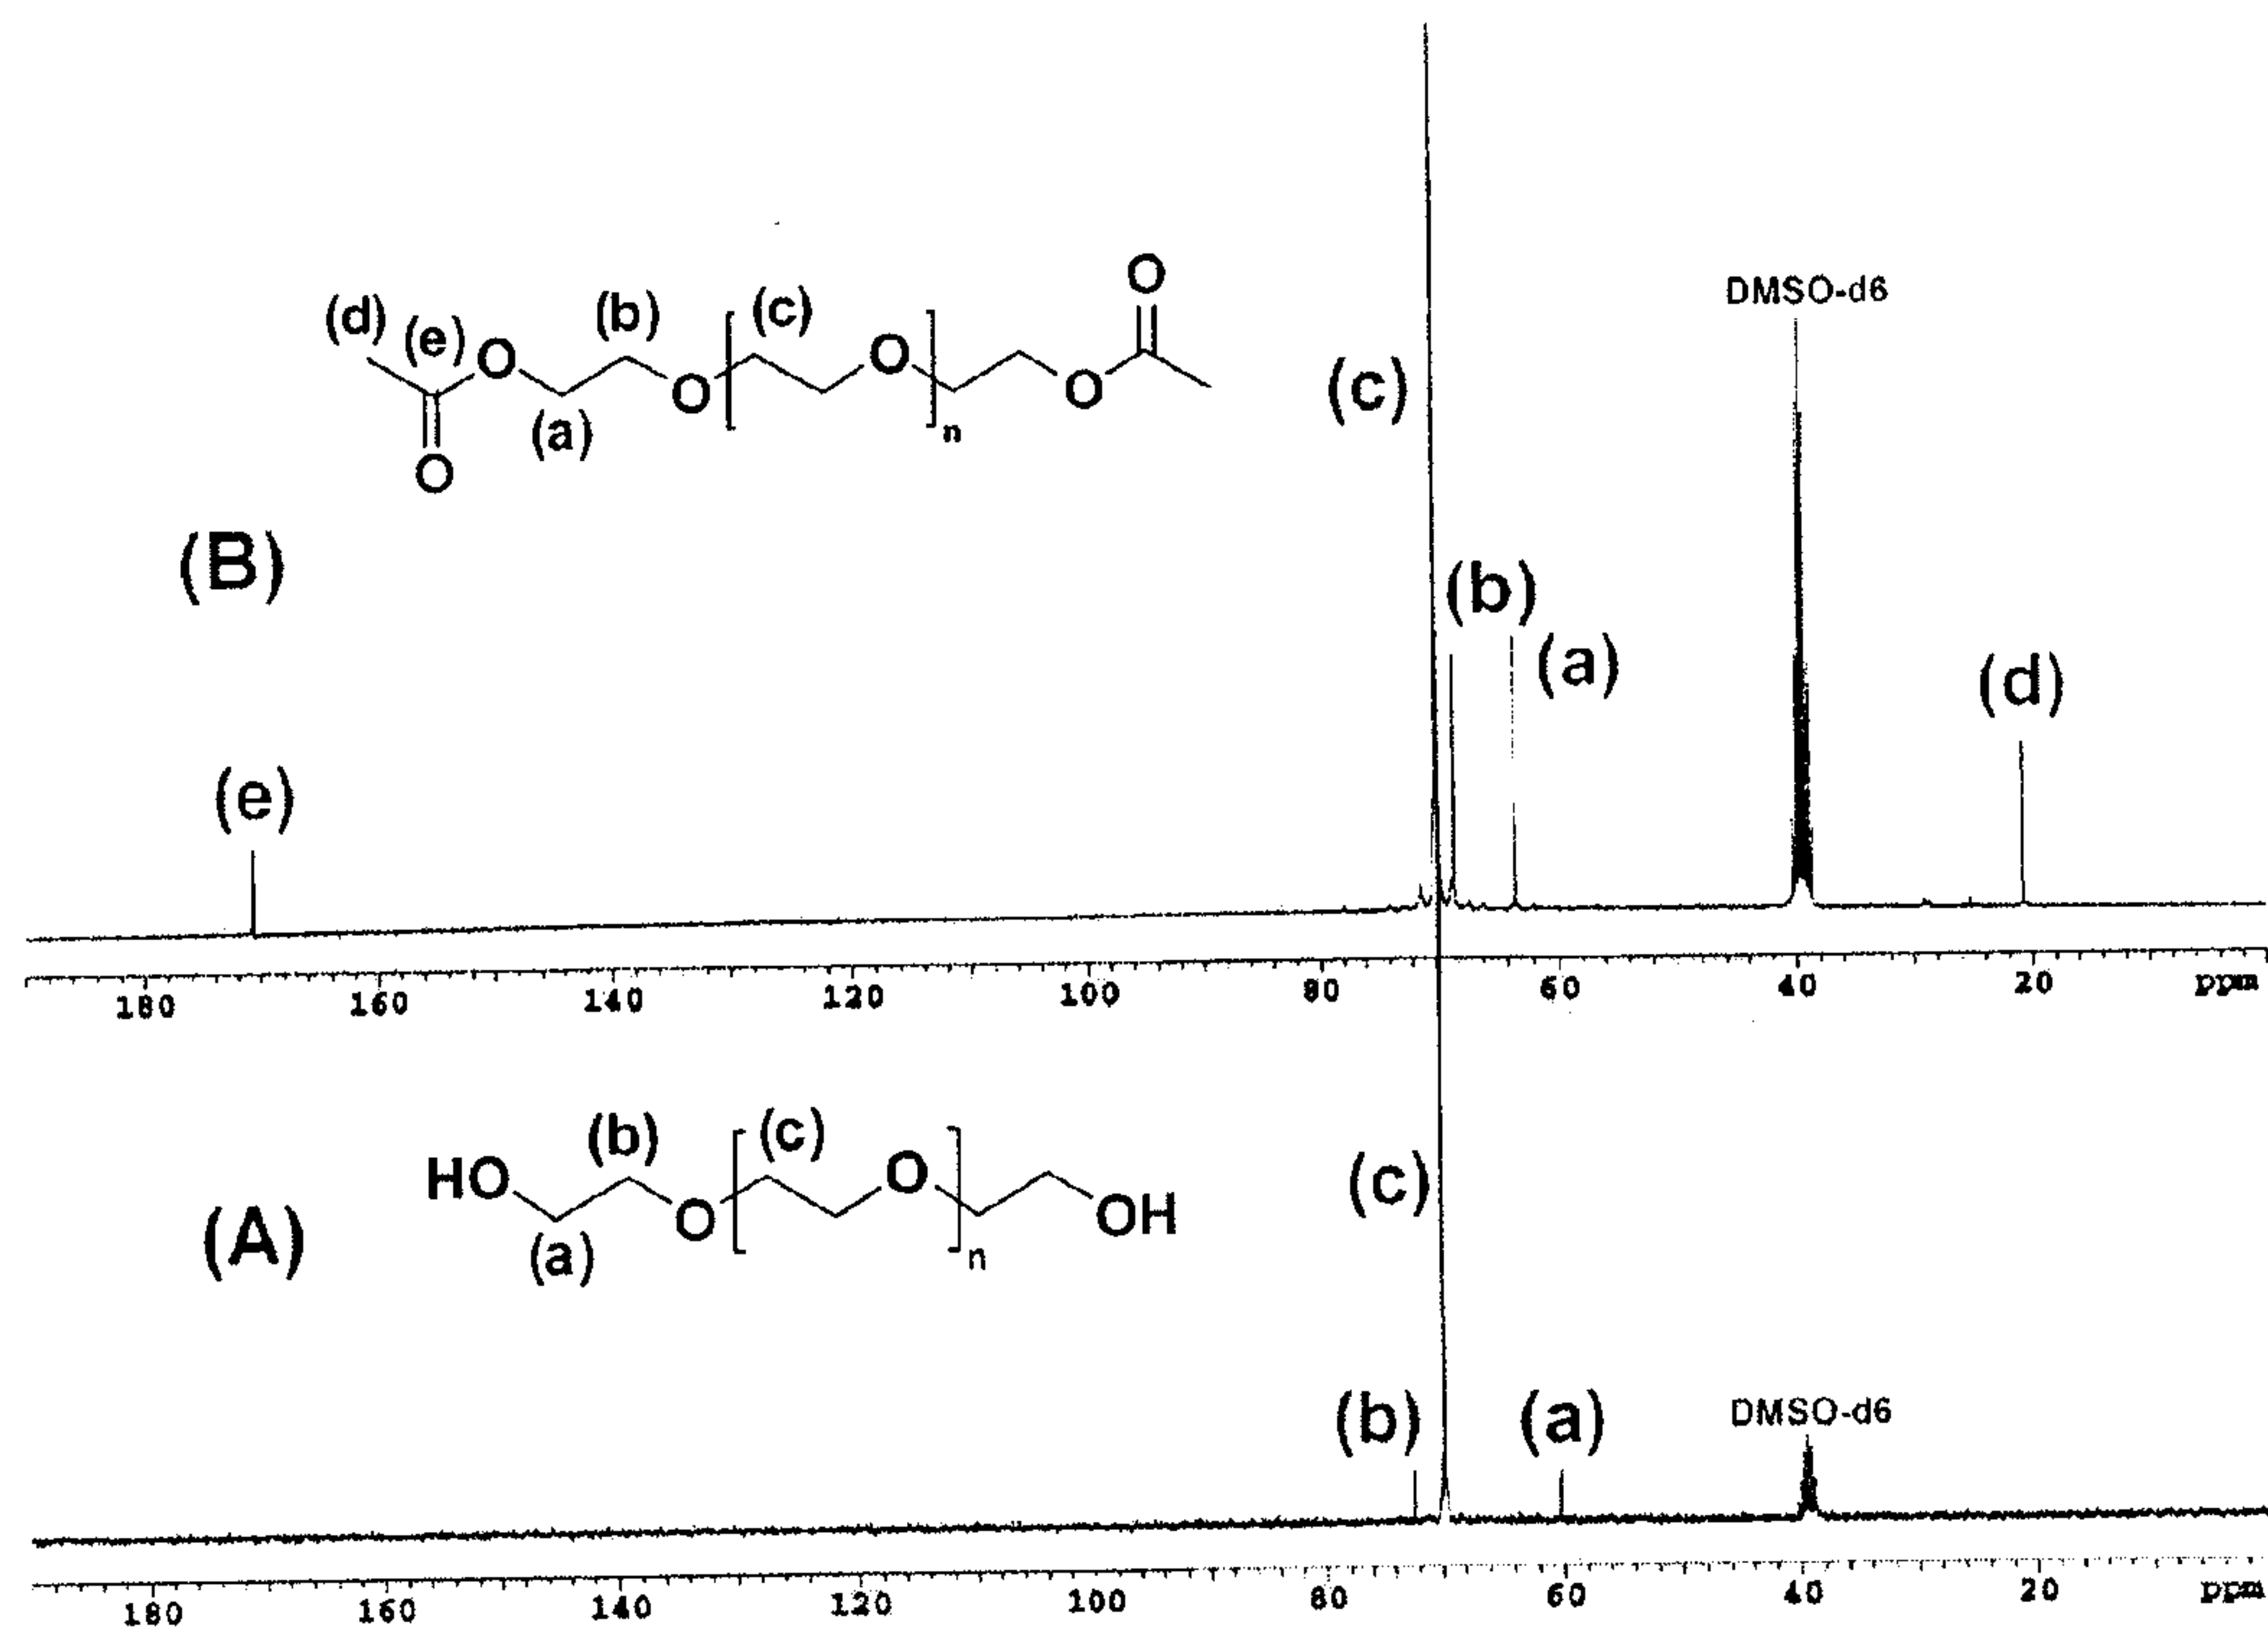 O
DMSO-d6
(d) (e) O (b) (c) O
O O
(c)
(a) n
O
(B)
(b)
(a)
(d)
(e)
180 160 140 120 100 80 60 40 20 ppm
(b) (c)
HO O
(c)
(A)
O OH
(a) n
(b) (a) DMSO-d6
180 160 140 120 100 80 60 40 20 ppm